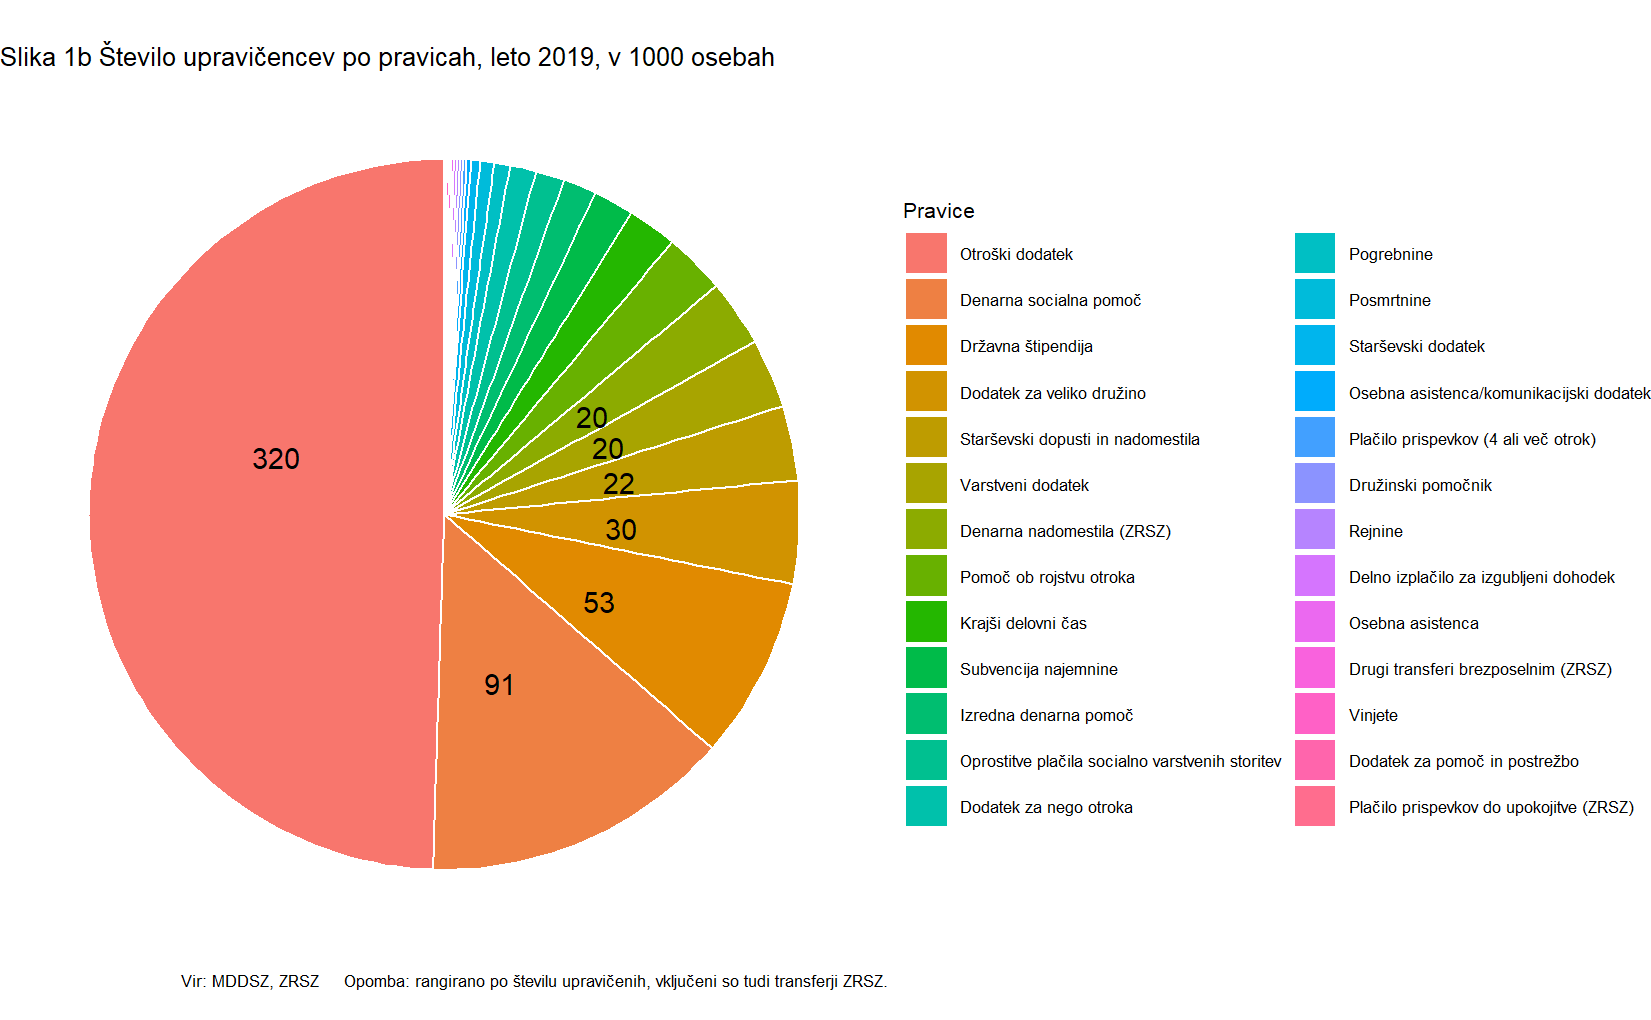 Slika 1b Število upravičencev po pravicah, leto 2019, v 1000 osebah
320
91
53
30
22
20
20
Pravice
Otroški dodatek
Denarna socialna pomoč
Državna štipendija
Dodatek za veliko družino
Starševski dopusti in nadomestila
Varstveni dodatek
Denarna nadomestila (ZRSZ)
Pomoč ob rojstvu otroka
Krajši delovni čas
Subvencija najemnine
Izredna denarna pomoč
Oprostitve plačila socialno varstvenih storitev
Dodatek za nego otroka
Pogrebnine
Posmrtnine
Starševski dodatek
Osebna asistenca/komunikacijski dodatek
Plačilo prispevkov (4 ali več otrok)
Družinski pomočnik
Rejnine
Delno izplačilo za izgubljeni dohodek
Osebna asistenca
Drugi transferi brezposelnim (ZRSZ)
Vinjete
Dodatek za pomoč in postrežbo
Plačilo prispevkov do upokojitve (ZRSZ)
Vir: MDDSZ, ZRSZ Opomba: rangirano po številu upravičenih, vključeni so tudi transferji ZRSZ.